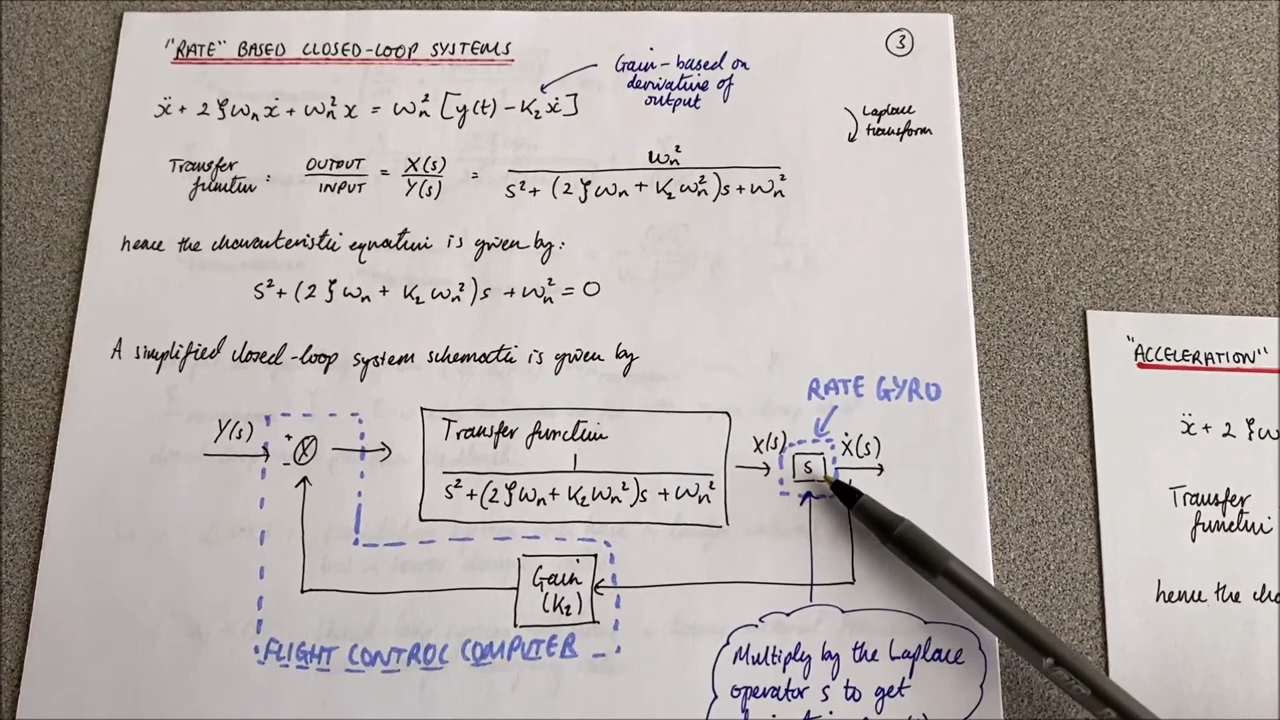 "RATE" BASED CLOSED-LOOP SYSTEMS
3
Gain-based on
derivative of
output
ẍ + 2ζωₙẋ + ωₙ²x = ωₙ² [y(t) - K₂ẋ]
Laplace
transform
Transfer
function:
OUTPUT
INPUT
=
X(s)
Y(s)
=
ωₙ²
s² + (2ζωₙ + K₂ωₙ²)s + ωₙ²
hence the characteristic equation is given by:
s² + (2ζωₙ + K₂ωₙ²)s + ωₙ² = 0
A simplified closed-loop system schematic is given by
RATE GYRO
Y(s)
+
-
X
Transfer function
1
s² + (2ζωₙ + K₂ωₙ²)s + ωₙ²
X(s)
s
Ẋ(s)
Gain
(K₂)
FLIGHT CONTROL COMPUTER
Multiply by the Laplace
operator s to get
"ACCELERATION"
ẍ + 2ζω
Transfer
hence the cha